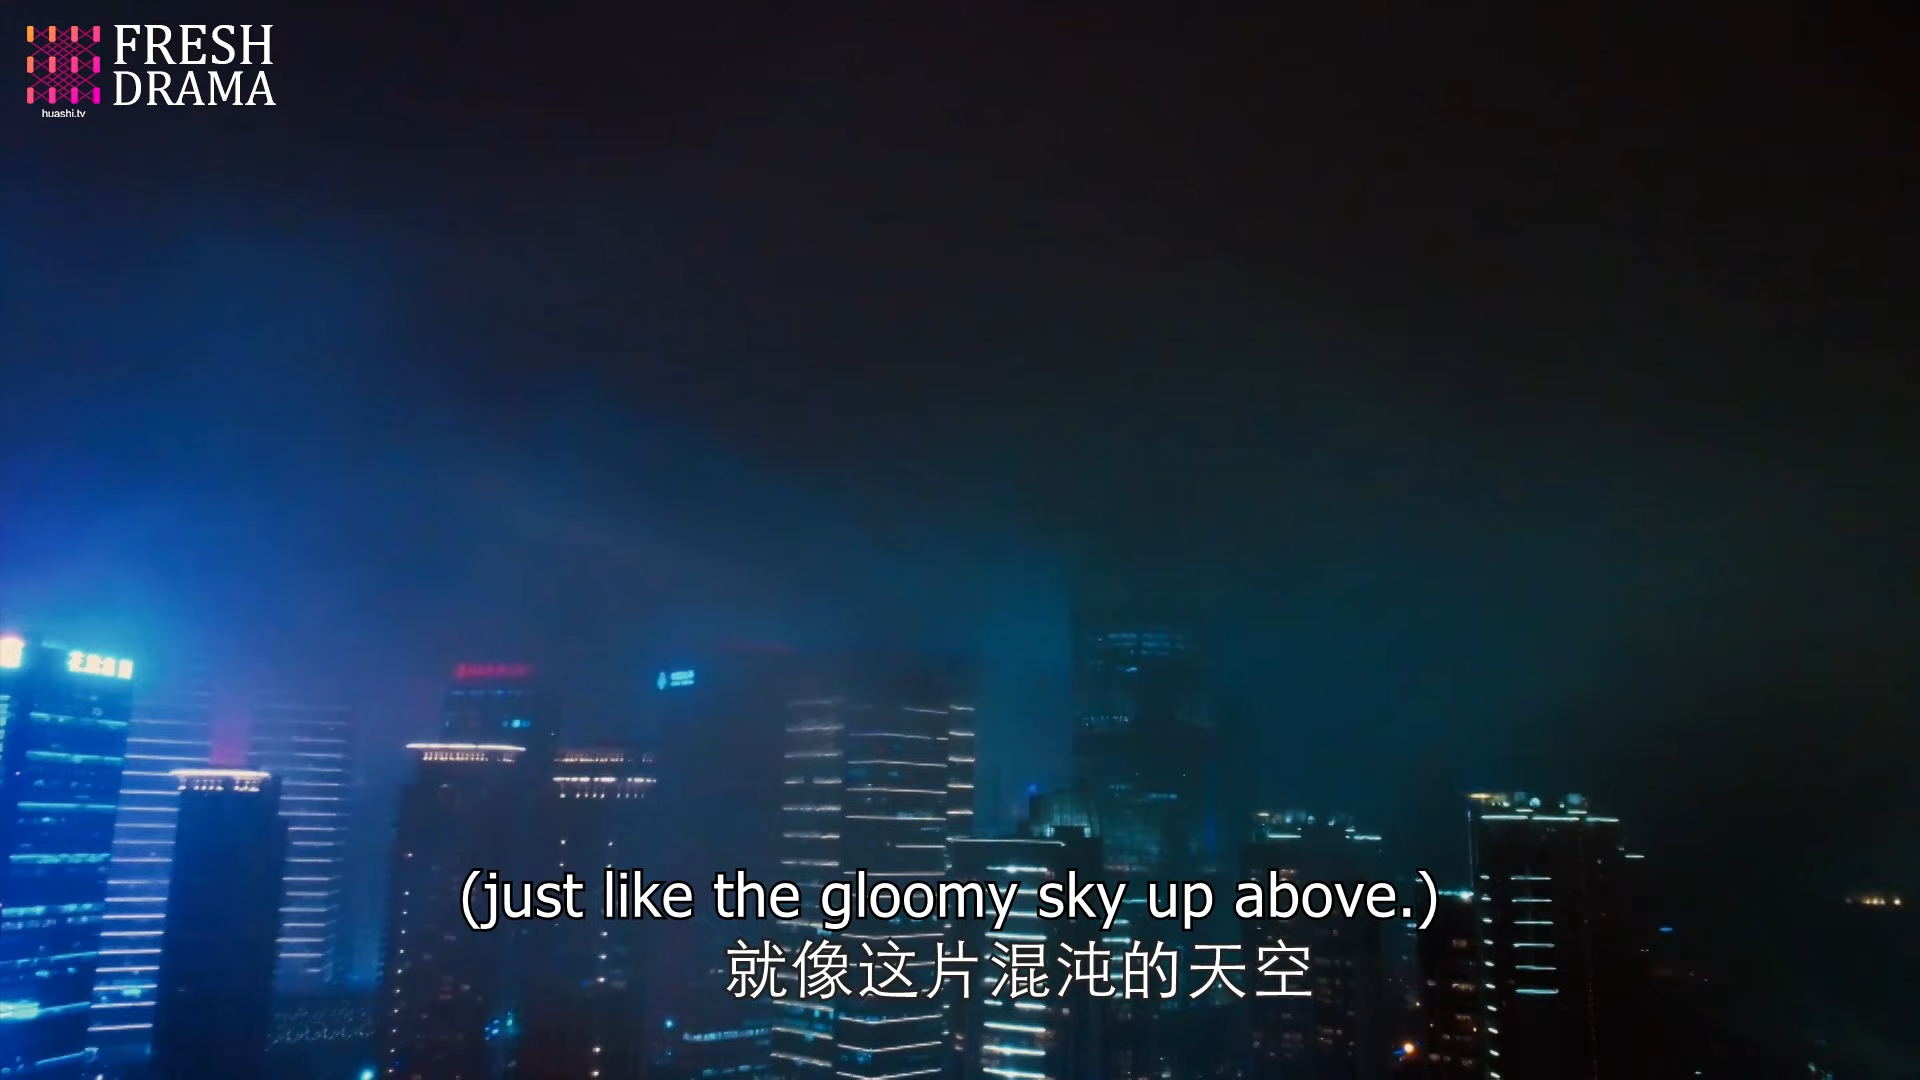 FRESH
DRAMA
huashi.tv
(just like the gloomy sky up above.)
就像这片混沌的天空